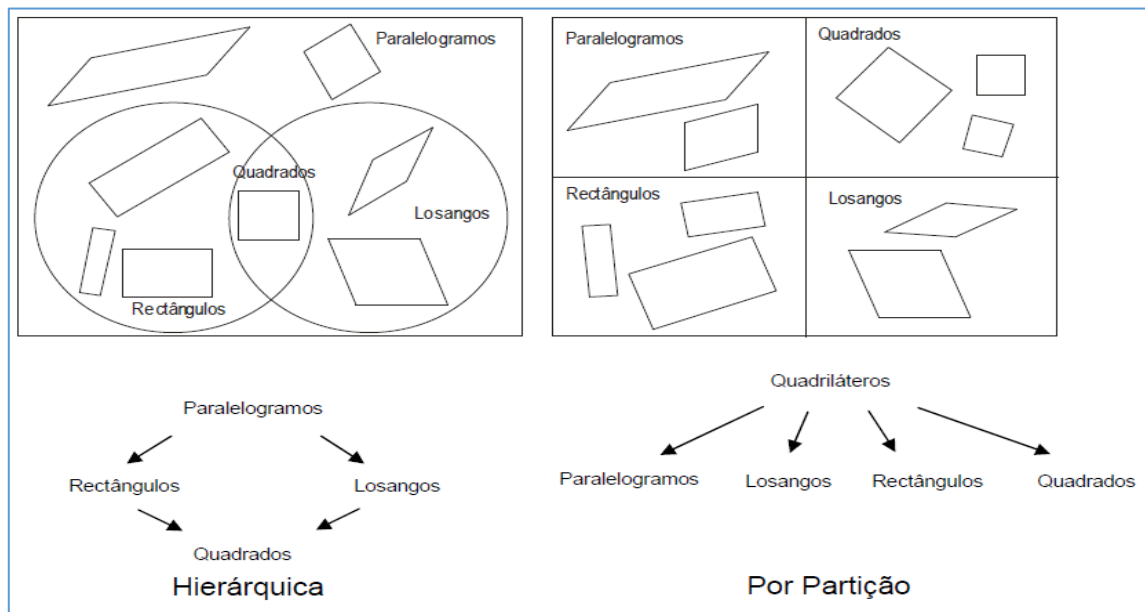 Paralelogramos
Quadrados
Losangos
Rectângulos
Paralelogramos
Quadrados
Rectângulos
Losangos
Paralelogramos
Rectângulos
Losangos
Quadrados
Hierárquica
Quadriláteros
Paralelogramos
Losangos
Rectângulos
Quadrados
Por Partição